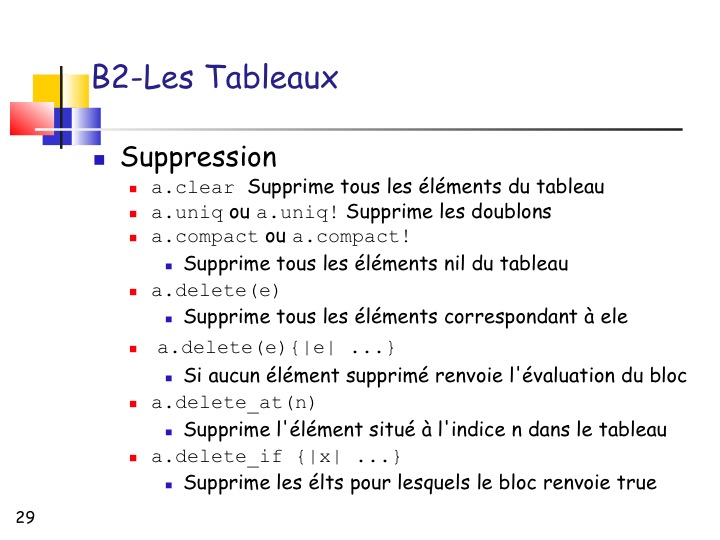 B2-Les Tableaux
Suppression
a.clear Supprime tous les éléments du tableau
a.uniq ou a.uniq! Supprime les doublons
a.compact ou a.compact!
Supprime tous les éléments nil du tableau
a.delete(e)
Supprime tous les éléments correspondant à ele
a.delete(e){|e| ...}
Si aucun élément supprimé renvoie l'évaluation du bloc
a.delete_at(n)
Supprime l'élément situé à l'indice n dans le tableau
a.delete_if {|x| ...}
Supprime les élts pour lesquels le bloc renvoie true
29